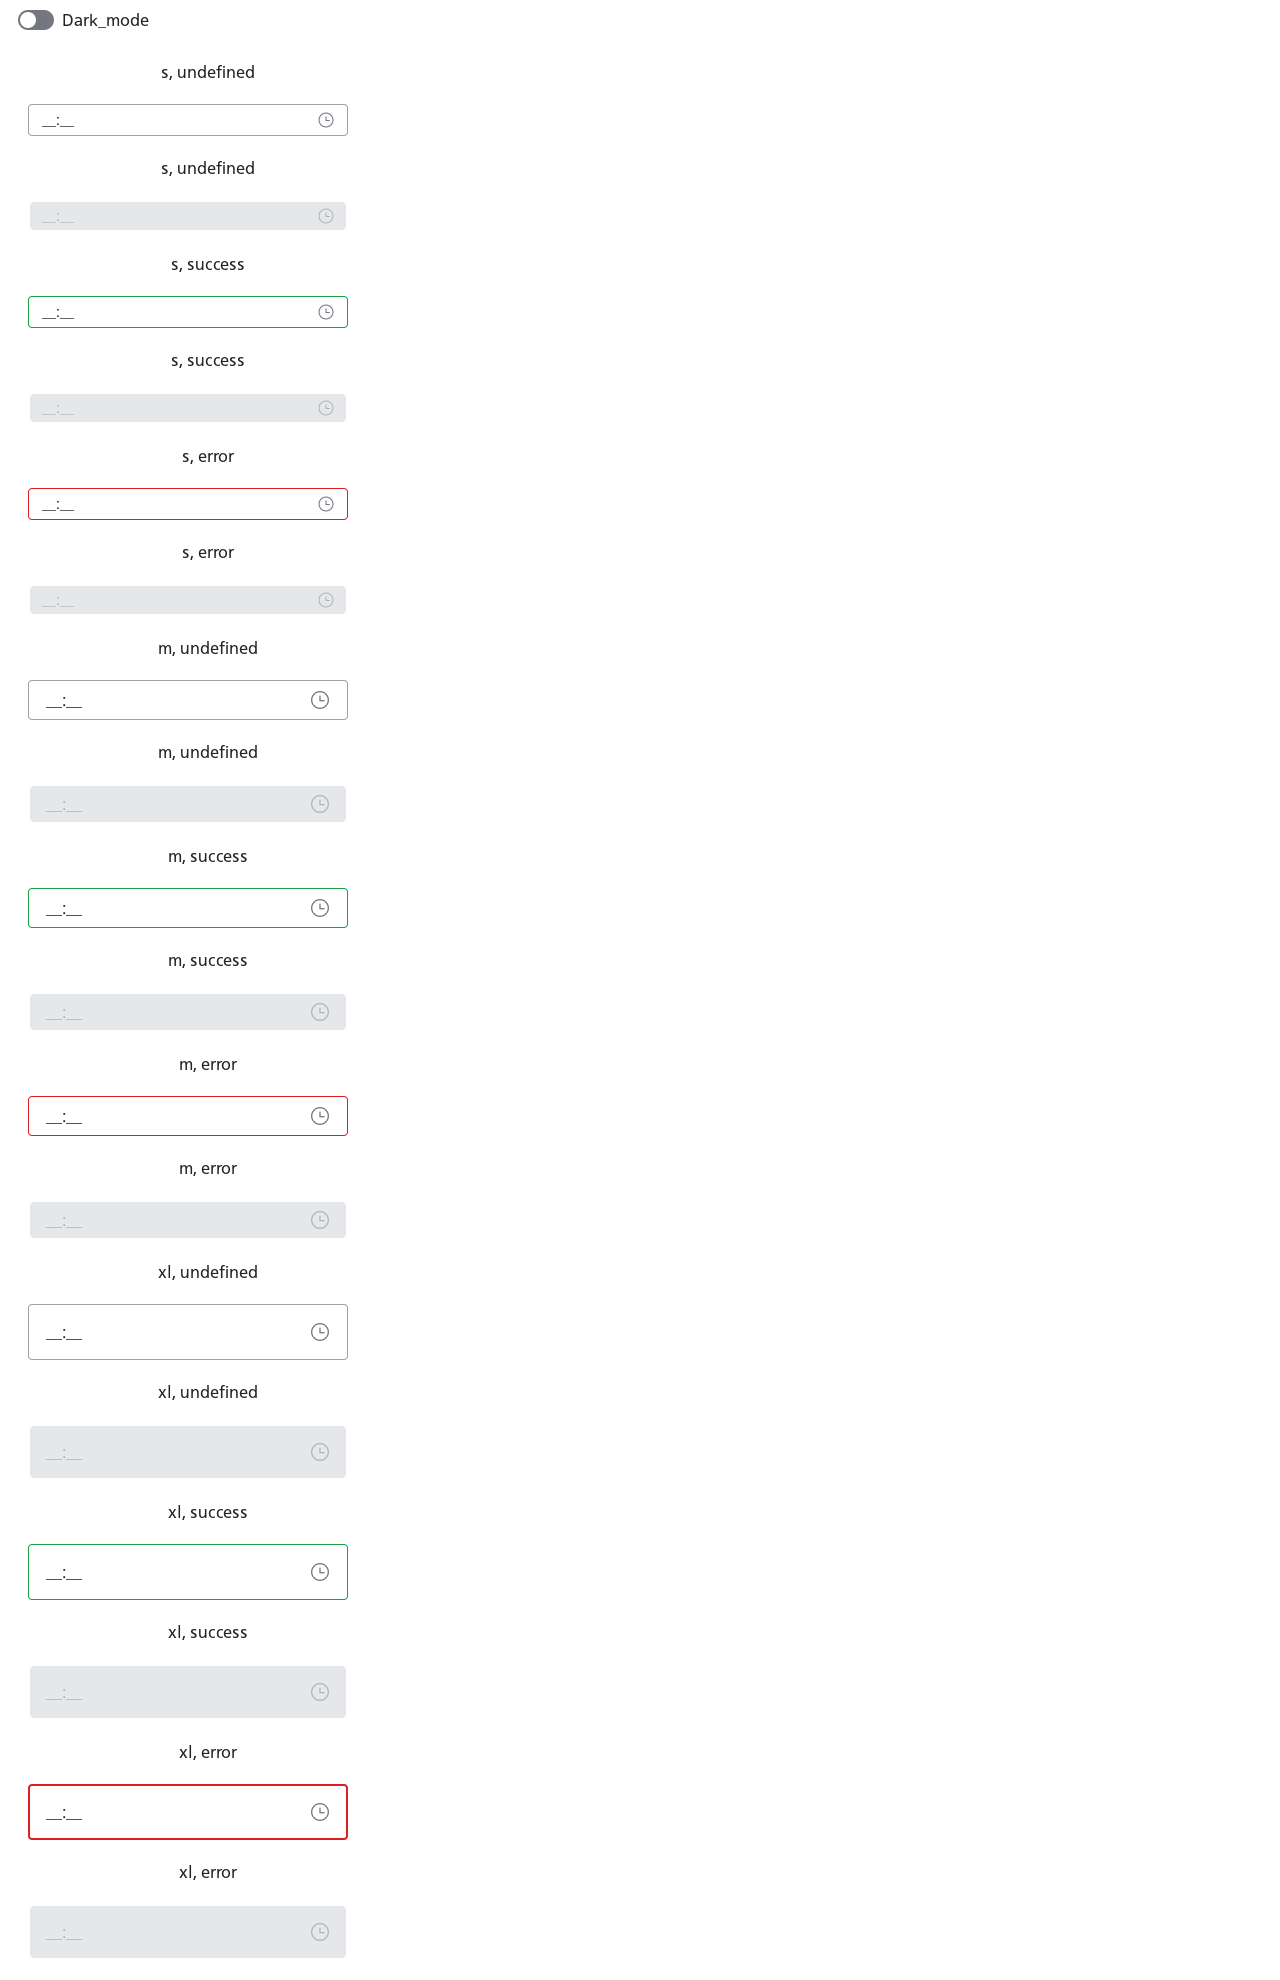 Dark_mode
s, undefined
__:__
s, undefined
__:__
s, success
__:__
s, success
__:__
s, error
__:__
s, error
__:__
m, undefined
__:__
m, undefined
__:__
m, success
__:__
m, success
__:__
m, error
__:__
m, error
__:__
xl, undefined
__:__
xl, undefined
__:__
xl, success
__:__
xl, success
__:__
xl, error
__:__
xl, error
__:__